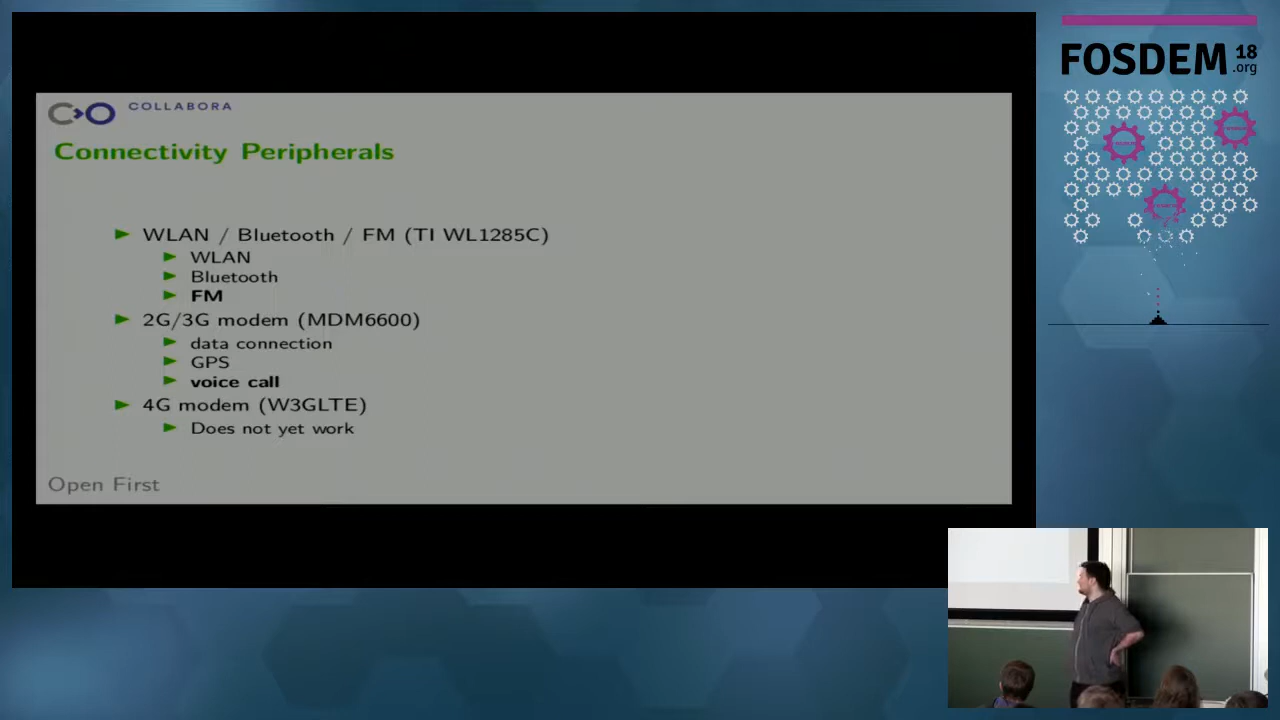 COLLABORA
Connectivity Peripherals
WLAN / Bluetooth / FM (TI WL1285C)
WLAN
Bluetooth
FM
2G/3G modem (MDM6600)
data connection
GPS
voice call
4G modem (W3GLTE)
Does not yet work
Open First
FOSDEM 18
.org